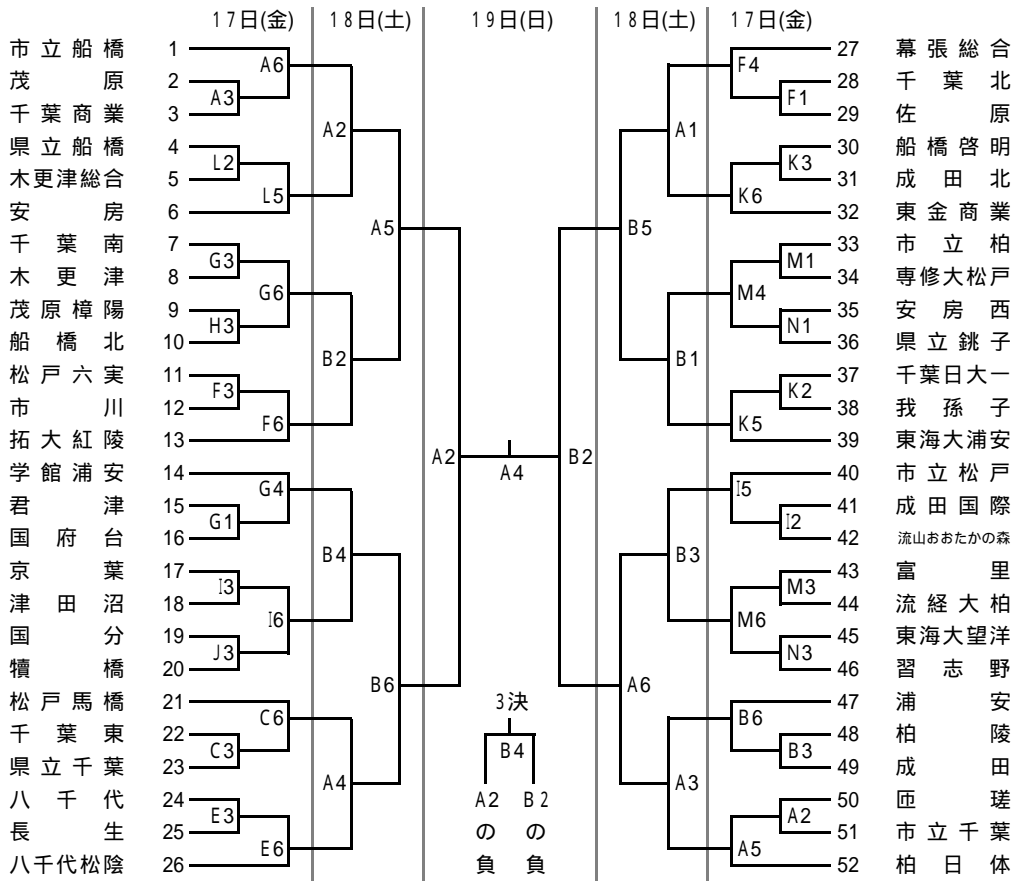 17日(金) 18日(土) 19日(日) 18日(土) 17日(金)
市立船橋 1 27 幕張総合
A6 F4
茂原 2 28 千葉北
A3 F1
千葉商業 3 29 佐原
A2 A1
県立船橋 4 30 船橋啓明
L2 K3
木更津総合 5 31 成田北
L5 K6
安房 6 32 東金商業
A5 B5
千葉南 7 33 市立柏
G3 M1
木更津 8 34 専修大松戸
G6 M4
茂原樟陽 9 35 安房西
H3 N1
船橋北 10 36 県立銚子
B2 B1
松戸六実 11 37 千葉日大一
F3 K2
市川 12 38 我孫子
F6 K5
拓大紅陵 13 39 東海大浦安
A2 A4 B2
学館浦安 14 40 市立松戸
G4 I5
君津 15 41 成田国際
G1 I2
国府台 16 42 流山おおたかの森
B4 B3
京葉 17 43 富里
I3 M3
津田沼 18 44 流経大柏
I6 M6
国分 19 45 東海大望洋
J3 N3
犢橋 20 46 習志野
B6 A6
松戸馬橋 21 3決 47 浦安
C6 B6
千葉東 22 48 柏陵
C3 B4 B3
県立千葉 23 49 成田
A4 A3
八千代 24 A2の負 B2の負 50 匝瑳
E3 A2
長生 25 51 市立千葉
E6 A5
八千代松陰 26 52 柏日体